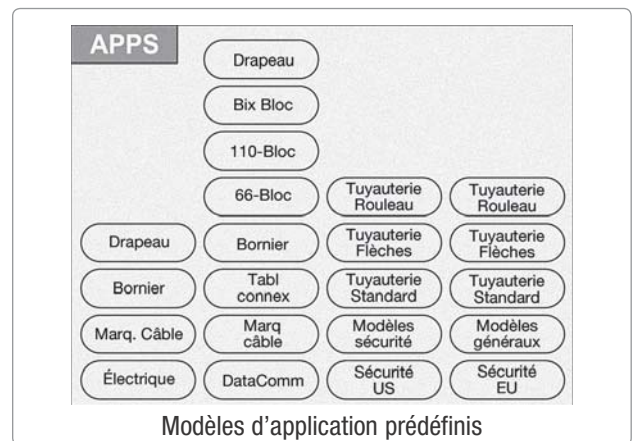 APPS
Drapeau
Bix Bloc
110-Bloc
66-Bloc
Tuyauterie
Rouleau
Tuyauterie
Rouleau
Drapeau
Bornier
Tuyauterie
Flèches
Tuyauterie
Flèches
Bornier
Tabl
connex
Tuyauterie
Standard
Tuyauterie
Standard
Marq. Câble
Marq
câble
Modèles
sécurité
Modèles
généraux
Électrique
DataComm
Sécurité
US
Sécurité
EU
Modèles d’application prédéfinis